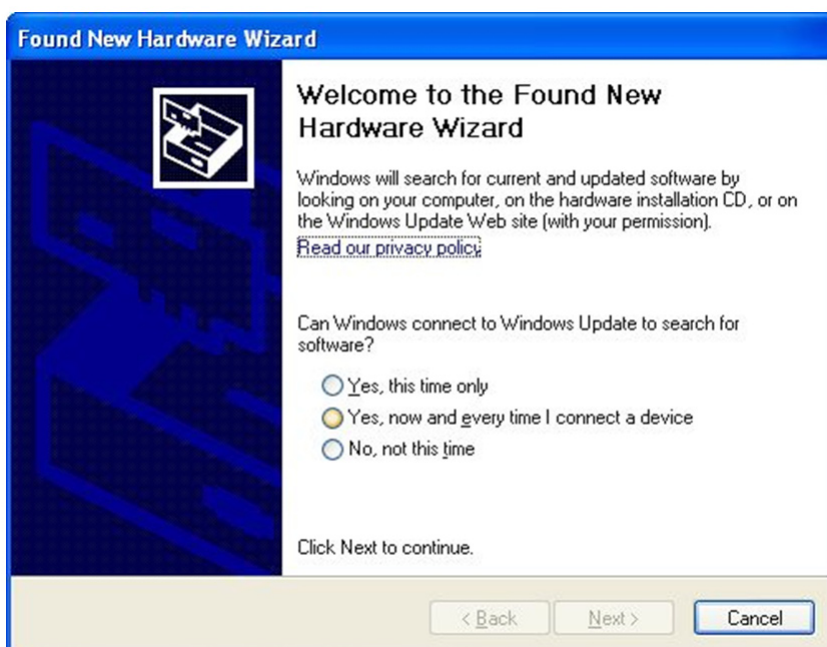 Found New Hardware Wizard
Welcome to the Found New
Hardware Wizard
Windows will search for current and updated software by
looking on your computer, on the hardware installation CD, or on
the Windows Update Web site (with your permission).
Read our privacy policy
Can Windows connect to Windows Update to search for
software?
Yes, this time only
Yes, now and every time I connect a device
No, not this time
Click Next to continue.
< Back Next > Cancel